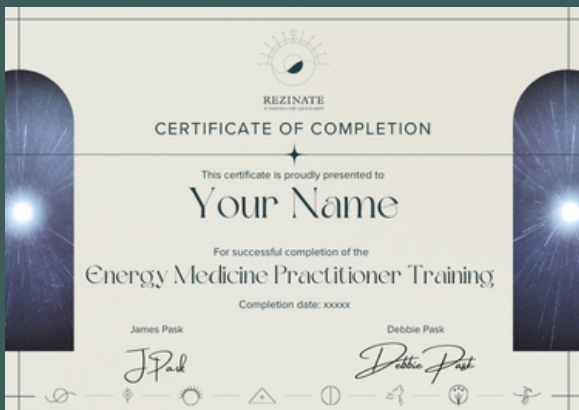 REZINATE
CERTIFICATE OF COMPLETION
This certificate is proudly presented to
Your Name
For successful completion of the
Energy Medicine Practitioner Training
Completion date: xxxxx
James Pask
Debbie Pask
J Pask
Debbie Pask